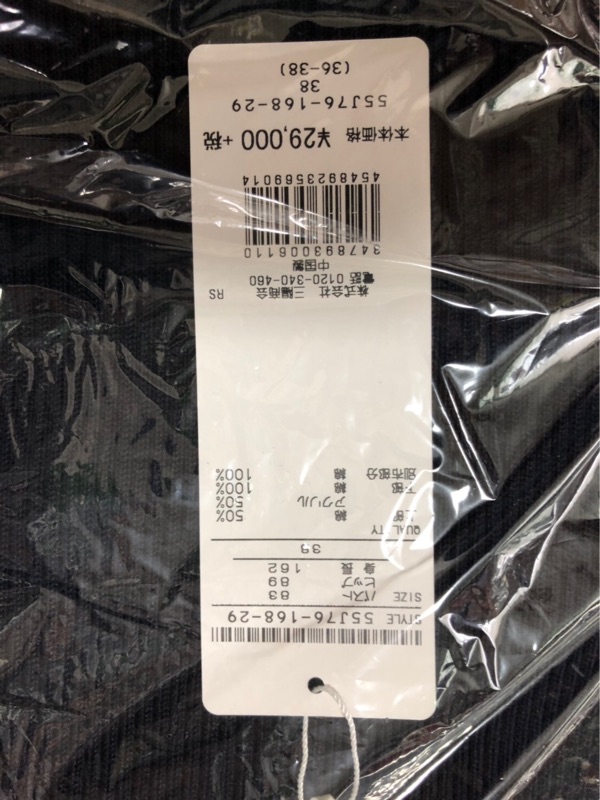 STYLE 55J76-168-29
SIZE バスト 83
ヒップ 89
身長 162
39
QUALITY
上部 綿 50%
アクリル 50%
下部 綿 100%
別布部分 綿 100%
株式会社 三陽商会 RS
電話 0120-340-460
中国製
347893006110
4548923569014
本体価格 ¥29,000 +税
55J76-168-29
38
(36-38)